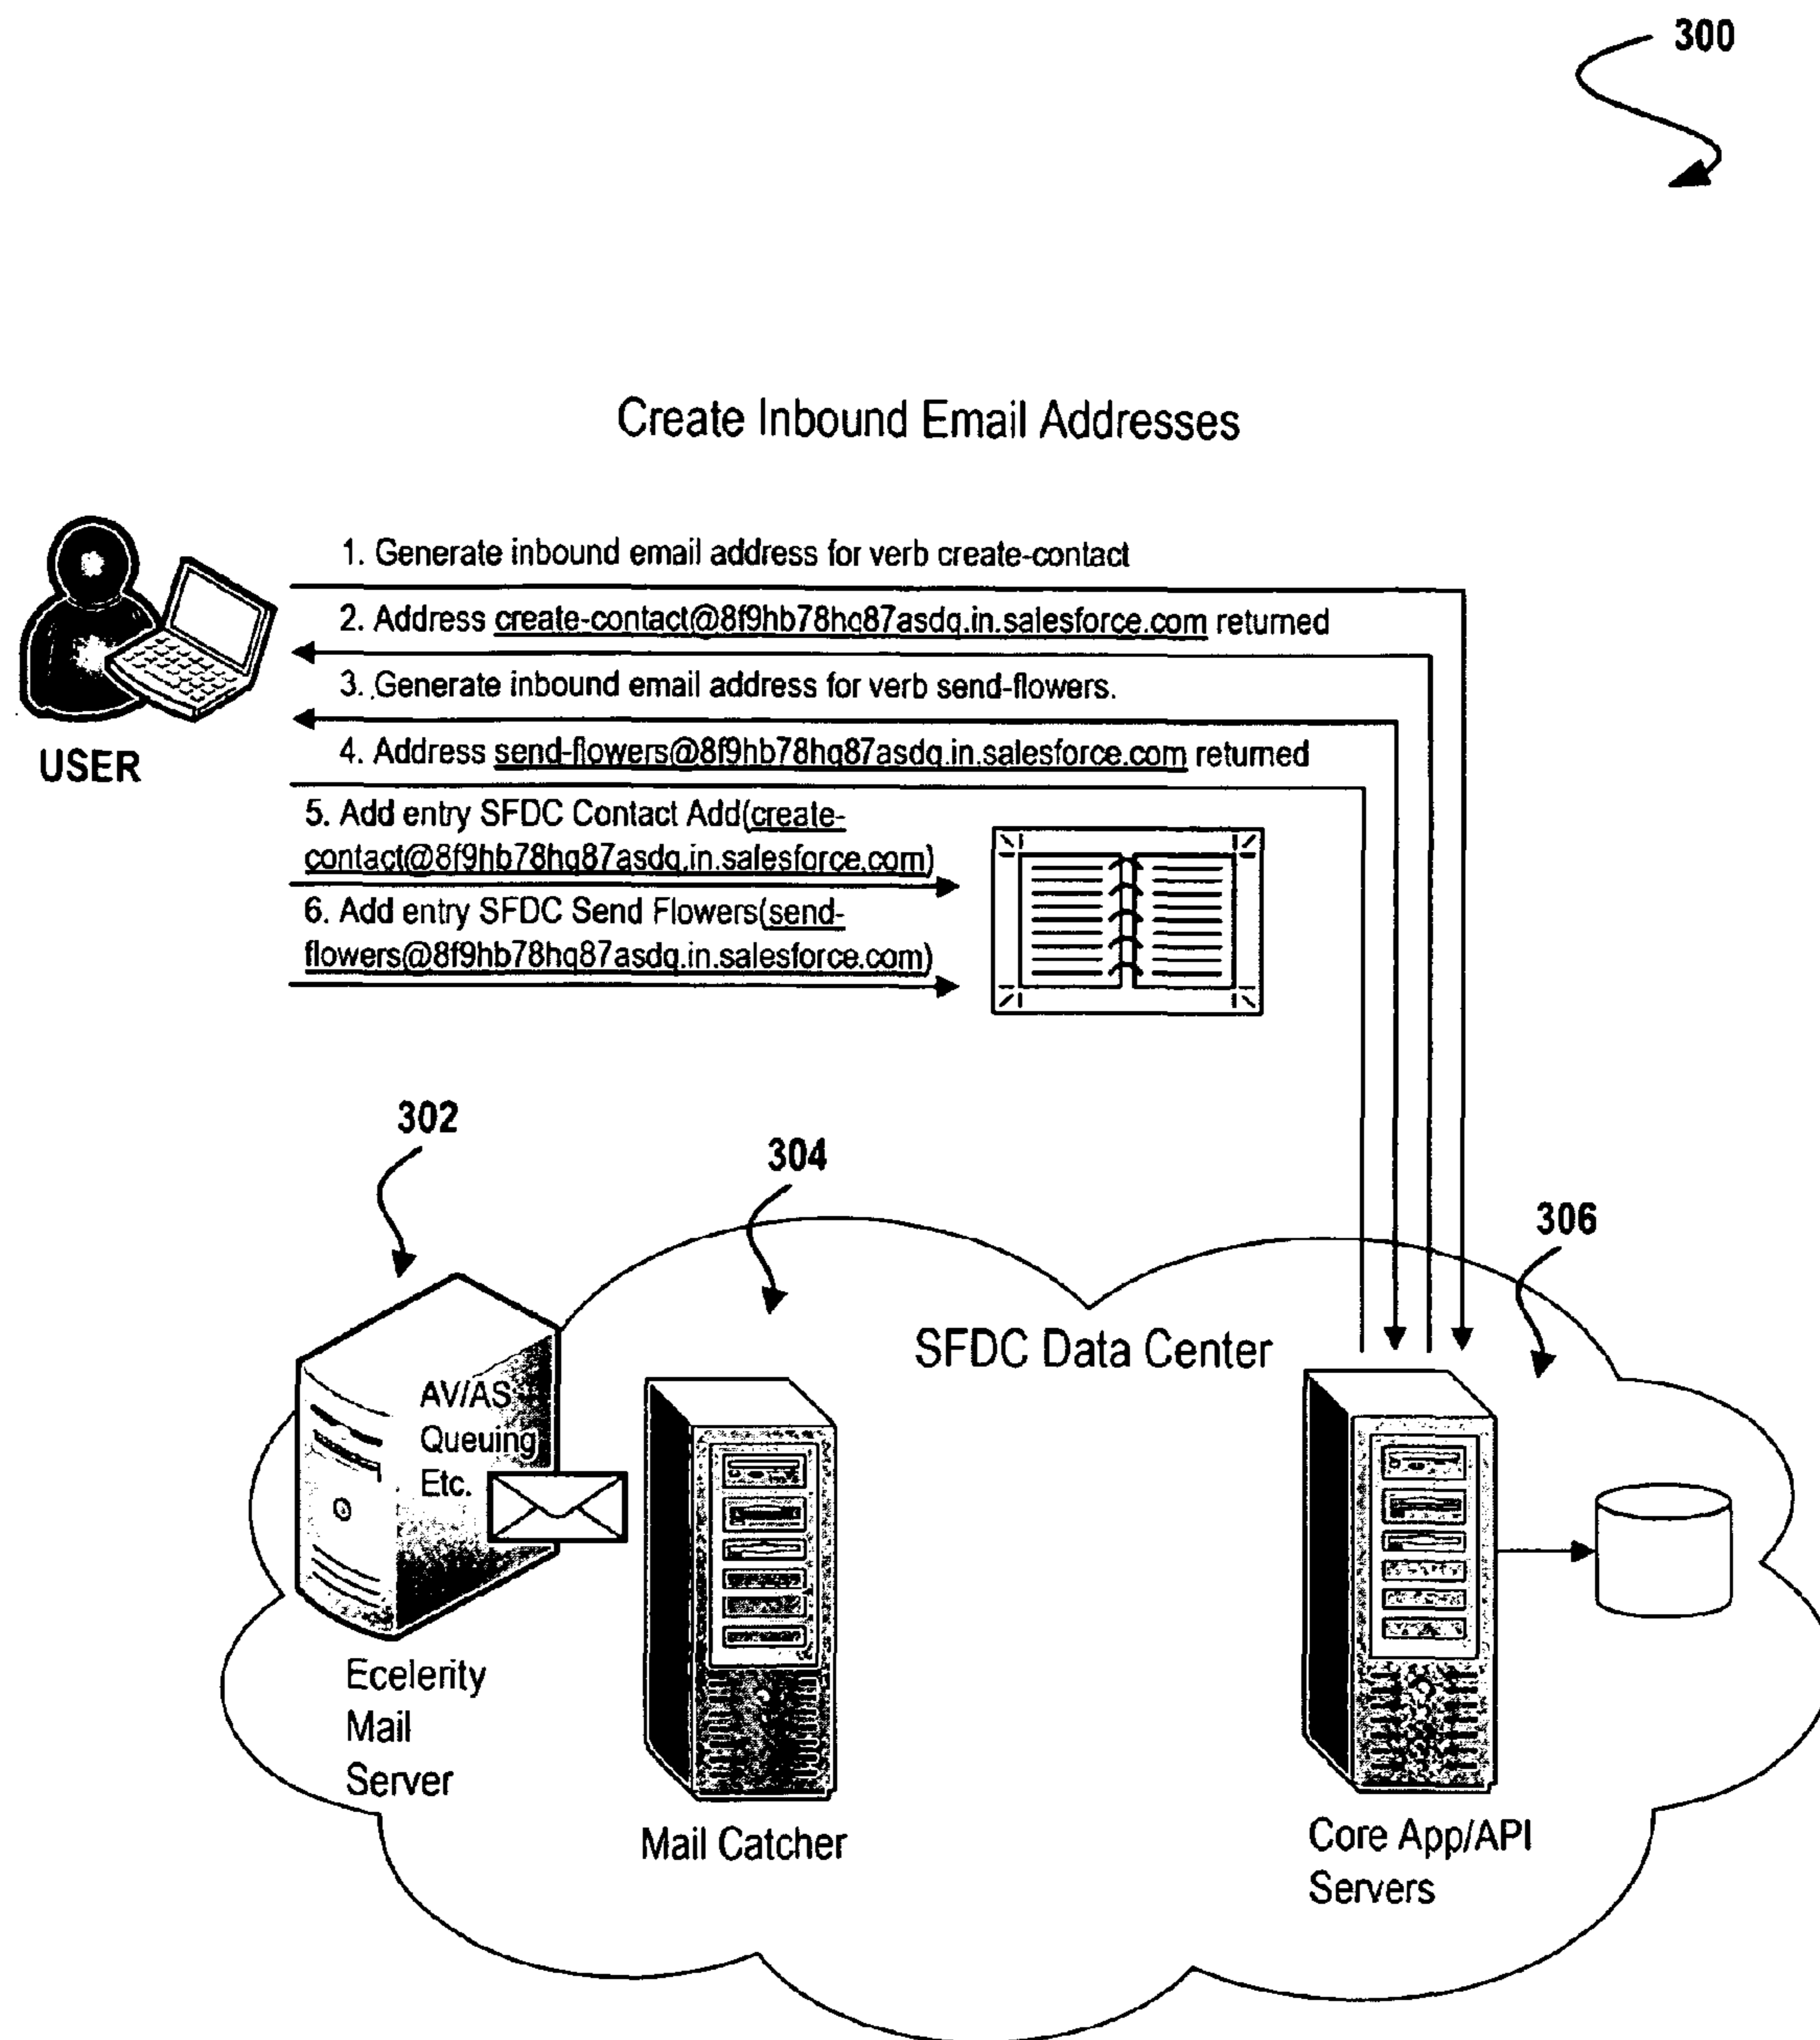 300
Create Inbound Email Addresses
1. Generate inbound email address for verb create-contact
2. Address create-contact@8f9hb78hq87asdq.in.salesforce.com returned
3. Generate inbound email address for verb send-flowers.
4. Address send-flowers@8f9hb78hq87asdq.in.salesforce.com returned
USER
5. Add entry SFDC Contact Add(create-
contact@8f9hb78hq87asdq.in.salesforce.com)
6. Add entry SFDC Send Flowers(send-
flowers@8f9hb78hq87asdq.in.salesforce.com)
302
304
306
SFDC Data Center
AV/AS
Queuing
Etc.
Ecelerity
Mail
Server
Mail Catcher
Core App/API
Servers